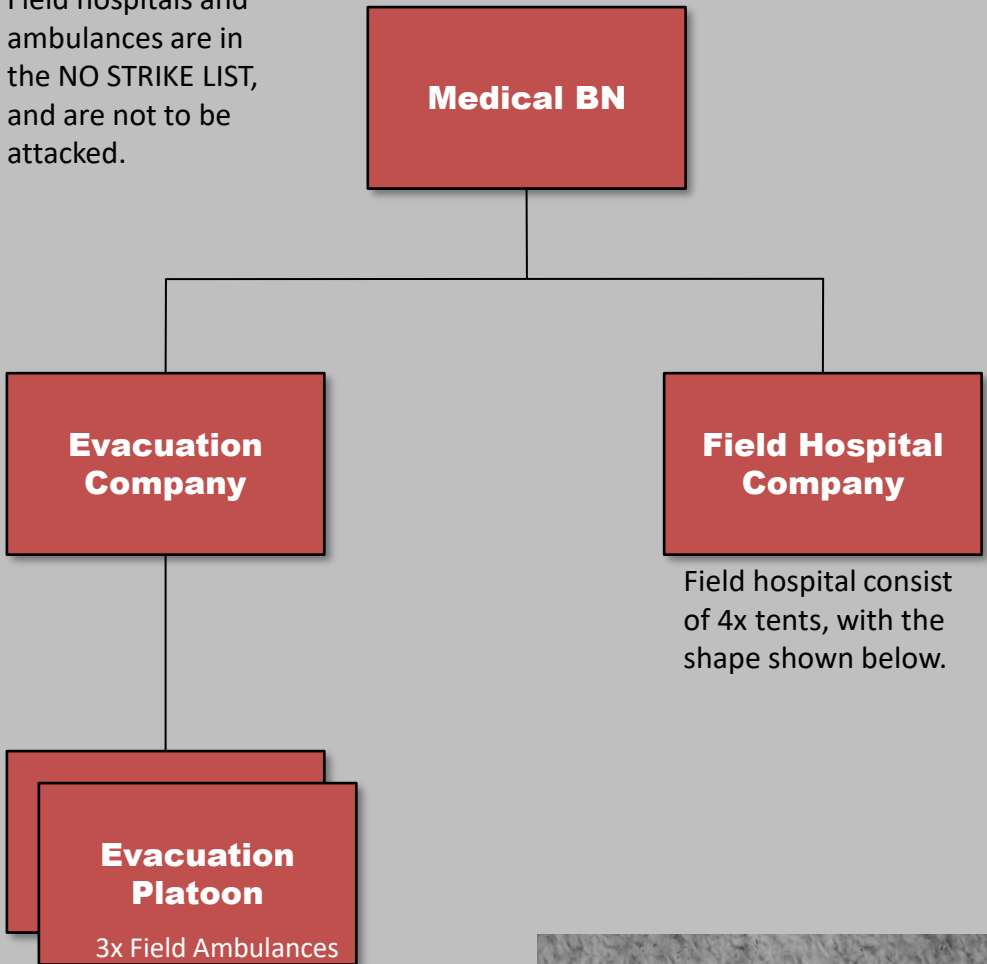 Field hospitals and
ambulances are in
the NO STRIKE LIST,
and are not to be
attacked.
Medical BN
Evacuation
Company
Field Hospital
Company
Field hospital consist
of 4x tents, with the
shape shown below.
Evacuation
Platoon
3x Field Ambulances